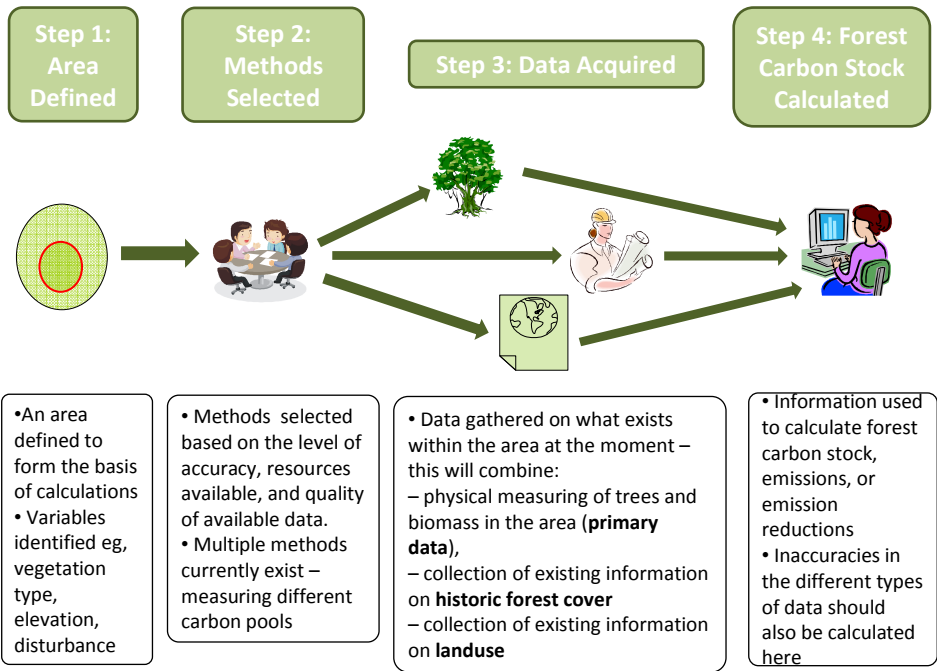 Step 1:
Area
Defined
Step 2:
Methods
Selected
Step 3: Data Acquired
Step 4: Forest
Carbon Stock
Calculated
•An area
defined to
form the basis
of calculations
• Variables
identified eg,
vegetation
type,
elevation,
disturbance
• Methods selected
based on the level of
accuracy, resources
available, and quality
of available data.
• Multiple methods
currently exist –
measuring different
carbon pools
• Data gathered on what exists
within the area at the moment –
this will combine:
– physical measuring of trees and
biomass in the area (primary
data),
– collection of existing information
on historic forest cover
– collection of existing information
on landuse
• Information used
to calculate forest
carbon stock,
emissions, or
emission
reductions
• Inaccuracies in
the different types
of data should
also be calculated
here